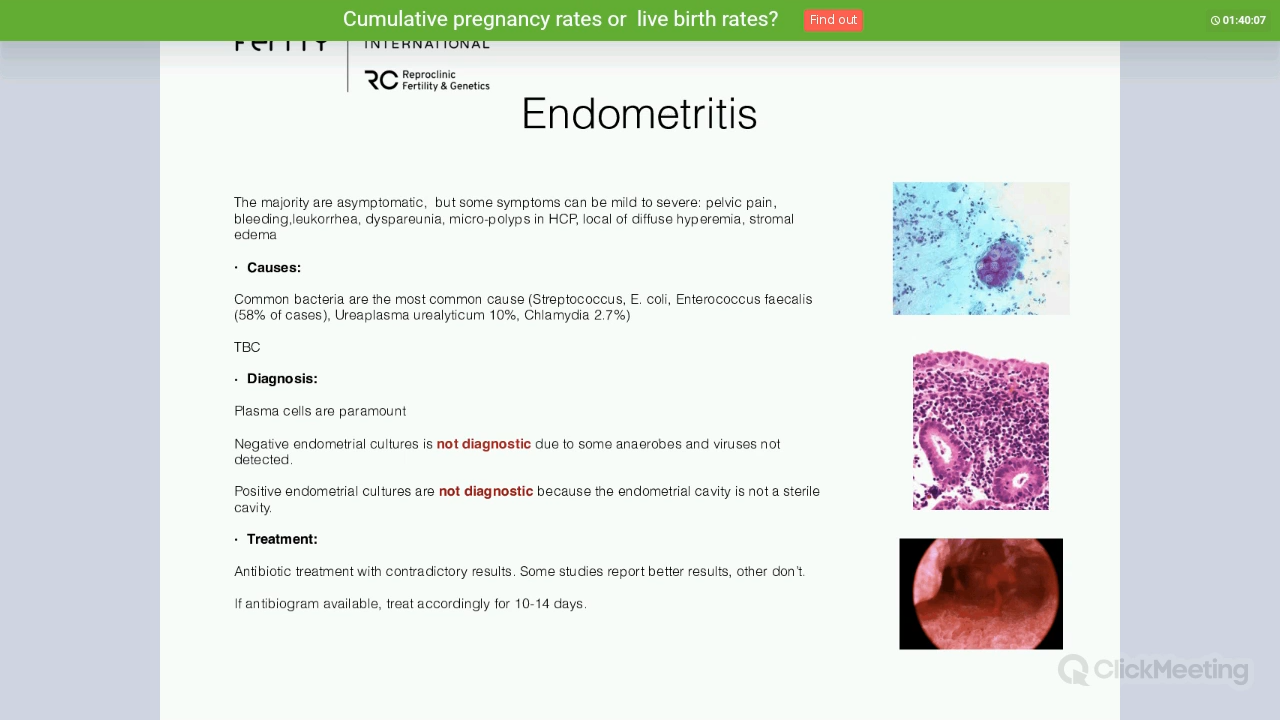 Cumulative pregnancy rates or  live birth rates?
Find out
01:40:07
INTERNATIONAL
RC Reproclinic
Fertility & Genetics
Endometritis
The majority are asymptomatic,  but some symptoms can be mild to severe: pelvic pain,
bleeding,leukorrhea, dyspareunia, micro-polyps in HCP, local of diffuse hyperemia, stromal
edema
· Causes:
Common bacteria are the most common cause (Streptococcus, E. coli, Enterococcus faecalis
(58% of cases), Ureaplasma urealyticum 10%, Chlamydia 2.7%)
TBC
· Diagnosis:
Plasma cells are paramount
Negative endometrial cultures is not diagnostic due to some anaerobes and viruses not
detected.
Positive endometrial cultures are not diagnostic because the endometrial cavity is not a sterile
cavity.
· Treatment:
Antibiotic treatment with contradictory results. Some studies report better results, other don't.
If antibiogram available, treat accordingly for 10-14 days.
ClickMeeting